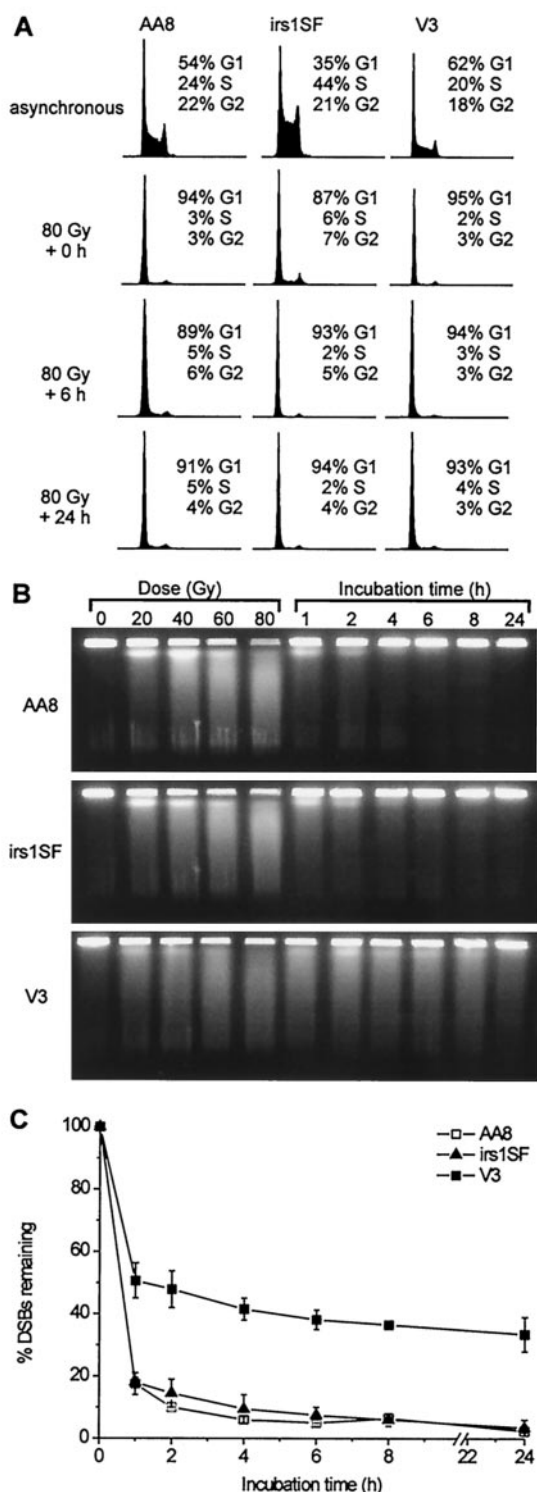 A
AA8 irs1SF V3
asynchronous
54% G1
24% S
22% G2
35% G1
44% S
21% G2
62% G1
20% S
18% G2
80 Gy
+ 0 h
94% G1
3% S
3% G2
87% G1
6% S
7% G2
95% G1
2% S
3% G2
80 Gy
+ 6 h
89% G1
5% S
6% G2
93% G1
2% S
5% G2
94% G1
3% S
3% G2
80 Gy
+ 24 h
91% G1
5% S
4% G2
94% G1
2% S
4% G2
93% G1
4% S
3% G2
B
Dose (Gy) Incubation time (h)
0 20 40 60 80 1 2 4 6 8 24
AA8
irs1SF
V3
C
AA8
irs1SF
V3
% DSBs remaining
100
80
60
40
20
0
0 2 4 6 8 22 24
Incubation time (h)